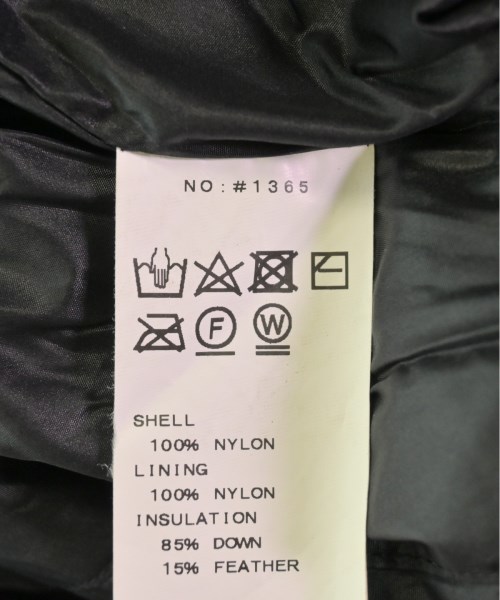 NO:#1365
F W
SHELL
100% NYLON
LINING
100% NYLON
INSULATION
85% DOWN
15% FEATHER